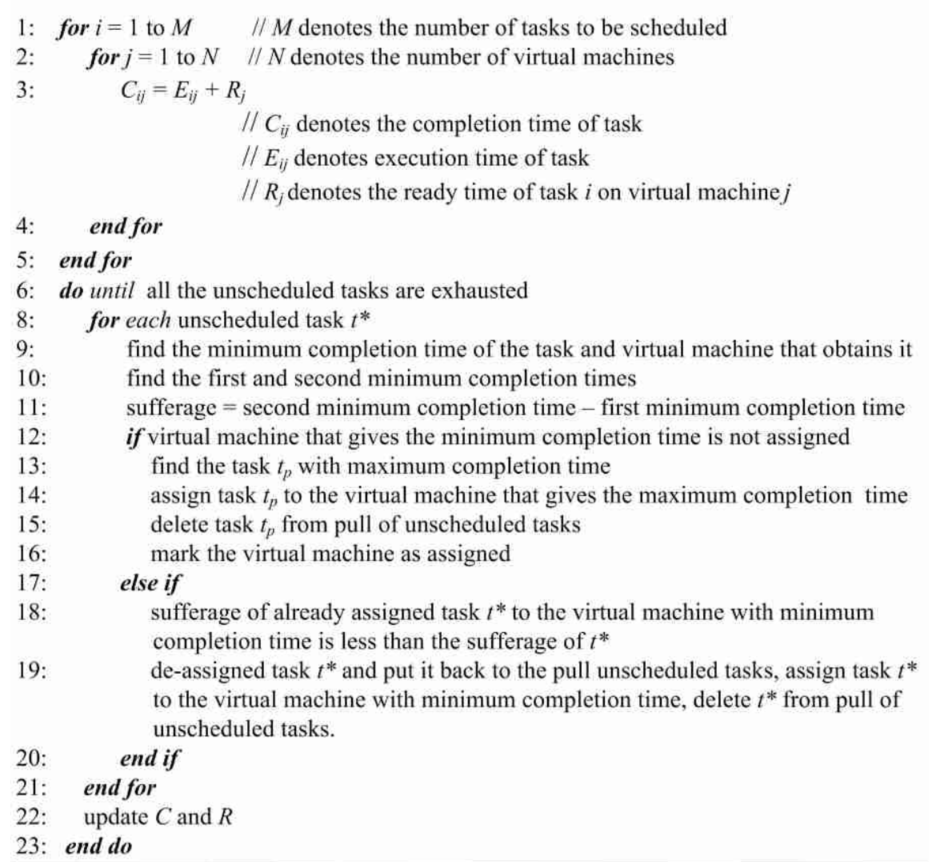 1: for i = 1 to M // M denotes the number of tasks to be scheduled
2: for j = 1 to N // N denotes the number of virtual machines
3: Cij = Eij + Rj
// Cij denotes the completion time of task
// Eij denotes execution time of task
// Rj denotes the ready time of task i on virtual machine j
4: end for
5: end for
6: do until all the unscheduled tasks are exhausted
8: for each unscheduled task t*
9: find the minimum completion time of the task and virtual machine that obtains it
10: find the first and second minimum completion times
11: sufferage = second minimum completion time – first minimum completion time
12: if virtual machine that gives the minimum completion time is not assigned
13: find the task tp with maximum completion time
14: assign task tp to the virtual machine that gives the maximum completion time
15: delete task tp from pull of unscheduled tasks
16: mark the virtual machine as assigned
17: else if
18: sufferage of already assigned task t* to the virtual machine with minimum
completion time is less than the sufferage of t*
19: de-assigned task t* and put it back to the pull unscheduled tasks, assign task t*
to the virtual machine with minimum completion time, delete t* from pull of
unscheduled tasks.
20: end if
21: end for
22: update C and R
23: end do